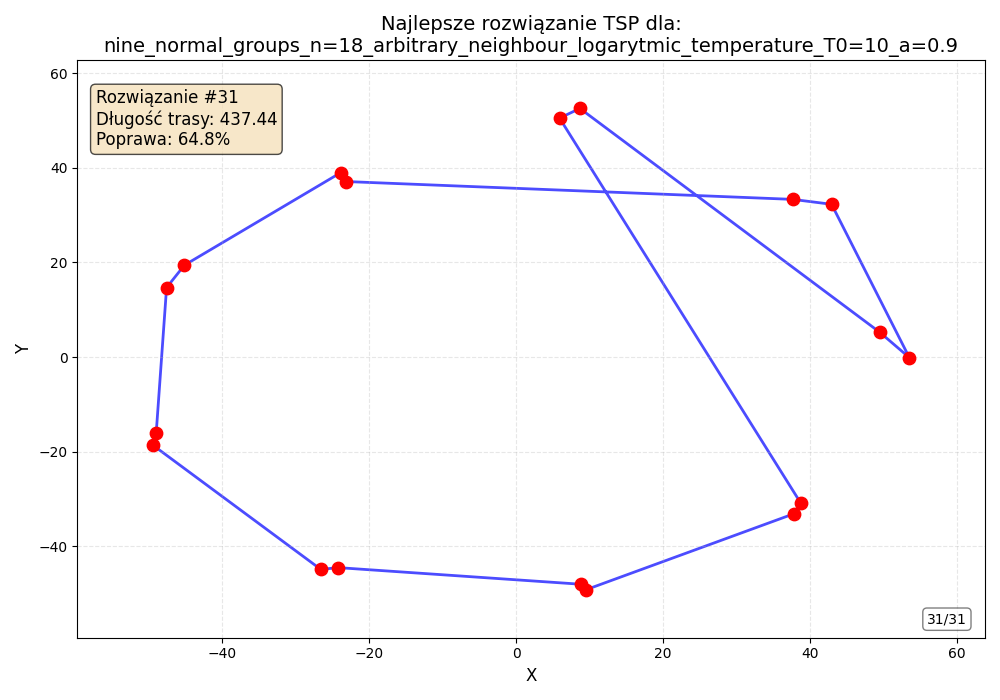 Najlepsze rozwiązanie TSP dla:
nine_normal_groups_n=18_arbitrary_neighbour_logarytmic_temperature_T0=10_a=0.9
Rozwiązanie #31
Długość trasy: 437.44
Poprawa: 64.8%
60
40
20
0
−20
−40
Y
31/31
−40
−20
0
20
40
60
X